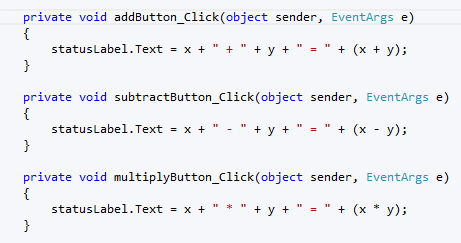 private void addButton_Click(object sender, EventArgs e)
{
    statusLabel.Text = x + " + " + y + " = " + (x + y);
}
private void subtractButton_Click(object sender, EventArgs e)
{
    statusLabel.Text = x + " - " + y + " = " + (x - y);
}
private void multiplyButton_Click(object sender, EventArgs e)
{
    statusLabel.Text = x + " * " + y + " = " + (x * y);
}